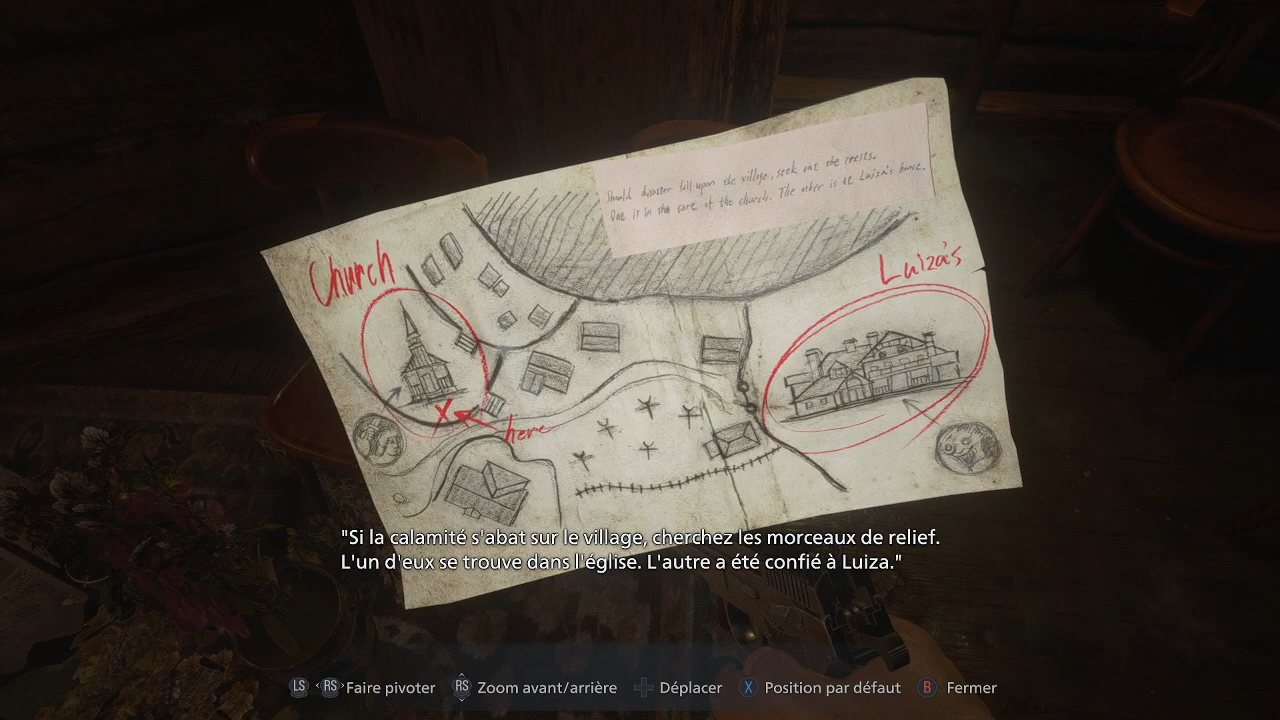 Should disaster fall upon the village, seek out the crests.
One is in the care of the church. The other is at Luiza's house.
Church
Luiza's
here
"Si la calamité s'abat sur le village, cherchez les morceaux de relief.
L'un d'eux se trouve dans l'église. L'autre a été confié à Luiza."
LS RS Faire pivoter RS Zoom avant/arrière Déplacer X Position par défaut B Fermer